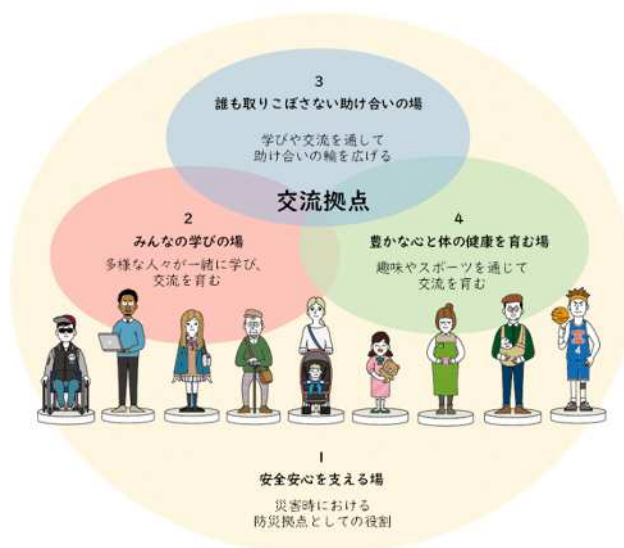 3
誰も取りこぼさない助け合いの場
学びや交流を通して
助け合いの輪を広げる
交流拠点
2
みんなの学びの場
多様な人々が一緒に学び、
交流を育む
4
豊かな心と体の健康を育む場
趣味やスポーツを通じて
交流を育む
4
1
安全安心を支える場
災害時における
防災拠点としての役割